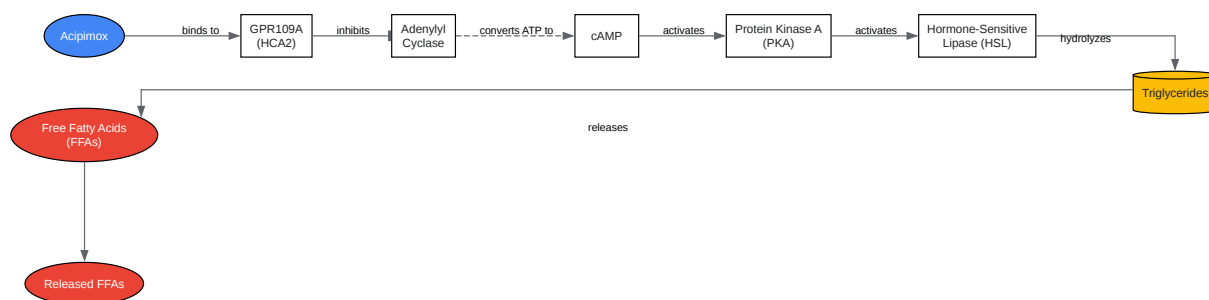 Acipimox
binds to
GPR109A
(HCA2)
inhibits
Adenylyl
Cyclase
converts ATP to
cAMP
activates
Protein Kinase A
(PKA)
activates
Hormone-Sensitive
Lipase (HSL)
hydrolyzes
Triglycerides
releases
Free Fatty Acids
(FFAs)
Released FFAs